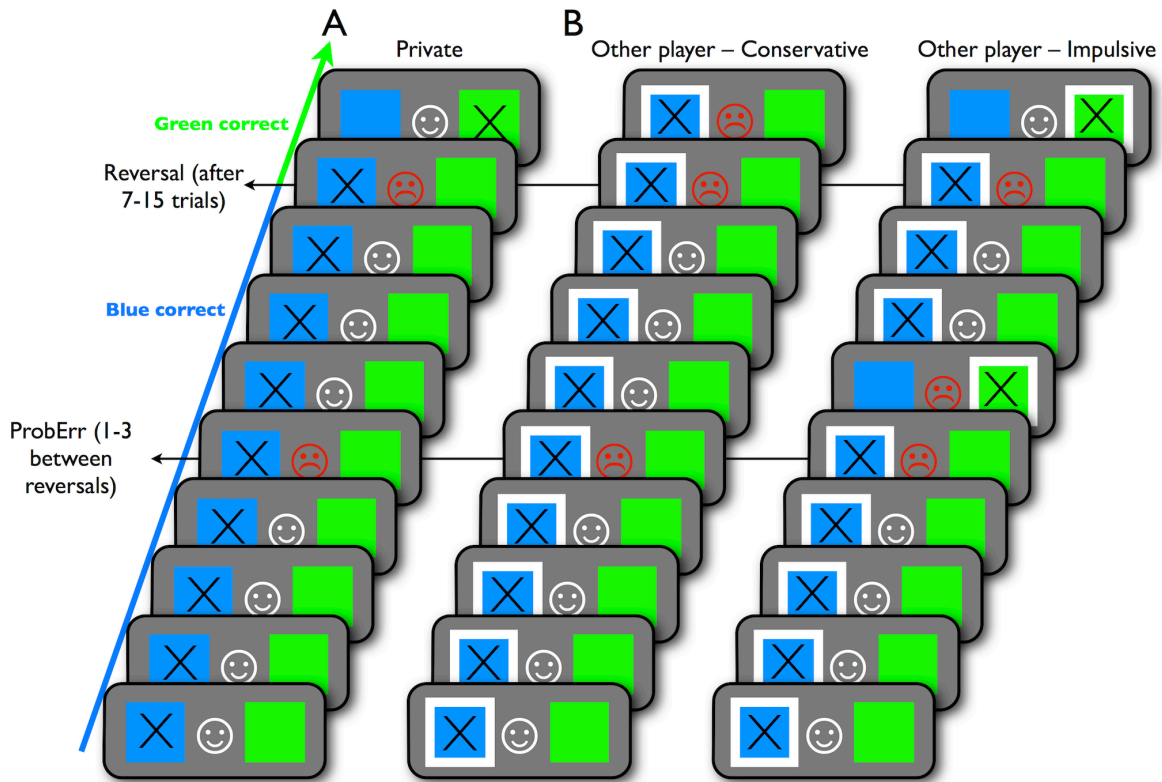 A
B
Private
Other player – Conservative
Other player – Impulsive
Green correct
Reversal (after
7-15 trials)
Blue correct
ProbErr (1-3
between
reversals)